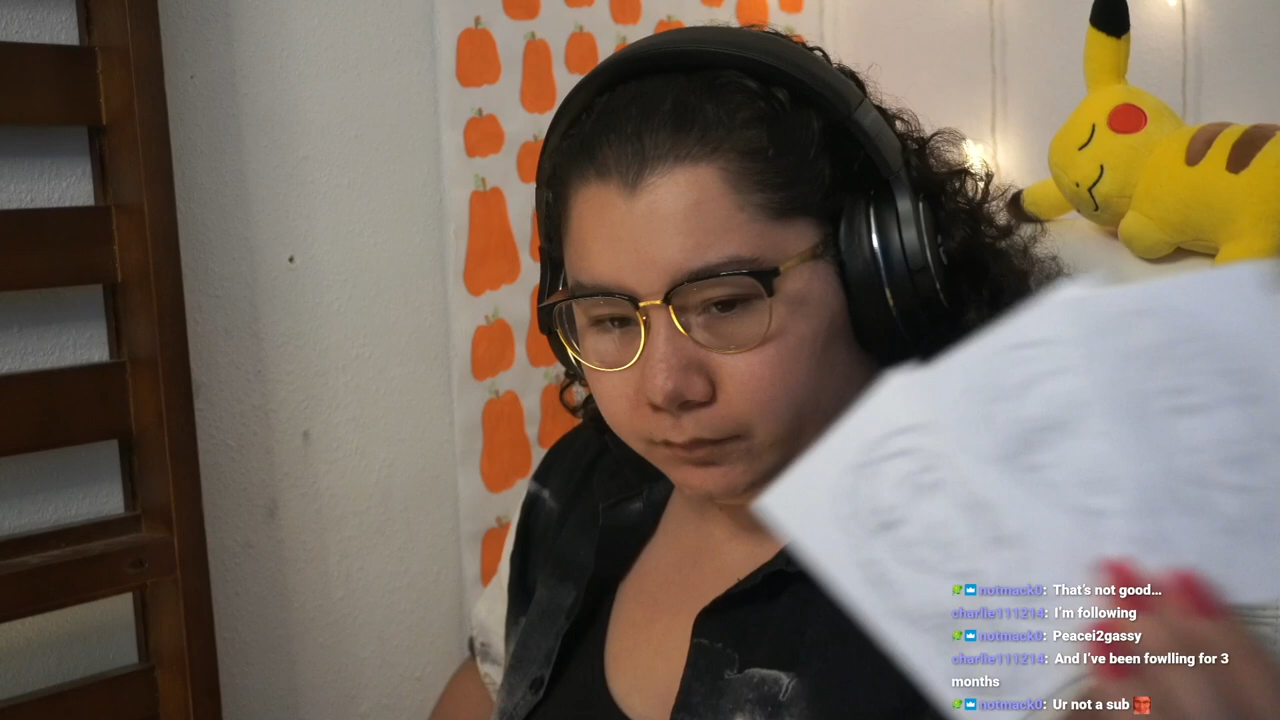 notmack0: That's not good...
charlie111214: I'm following
notmack0: Peacei2gassy
charlie111214: And I've been fowlling for 3
months
notmack0: Ur not a sub